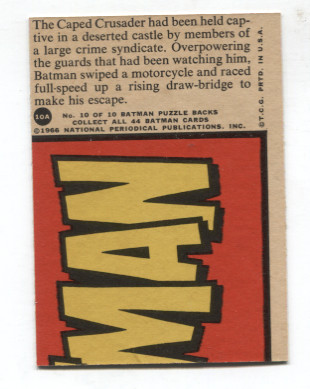 The Caped Crusader had been held cap-
tive in a deserted castle by members of
a large crime syndicate. Overpowering
the guards that had been watching him,
Batman swiped a motorcycle and raced
full-speed up a rising draw-bridge to
make his escape.
10A
No. 10 OF 10 BATMAN PUZZLE BACKS
COLLECT ALL 44 BATMAN CARDS
©1966 NATIONAL PERIODICAL PUBLICATIONS, INC.
©T.C.G. PRTD. IN U.S.A.
MAN